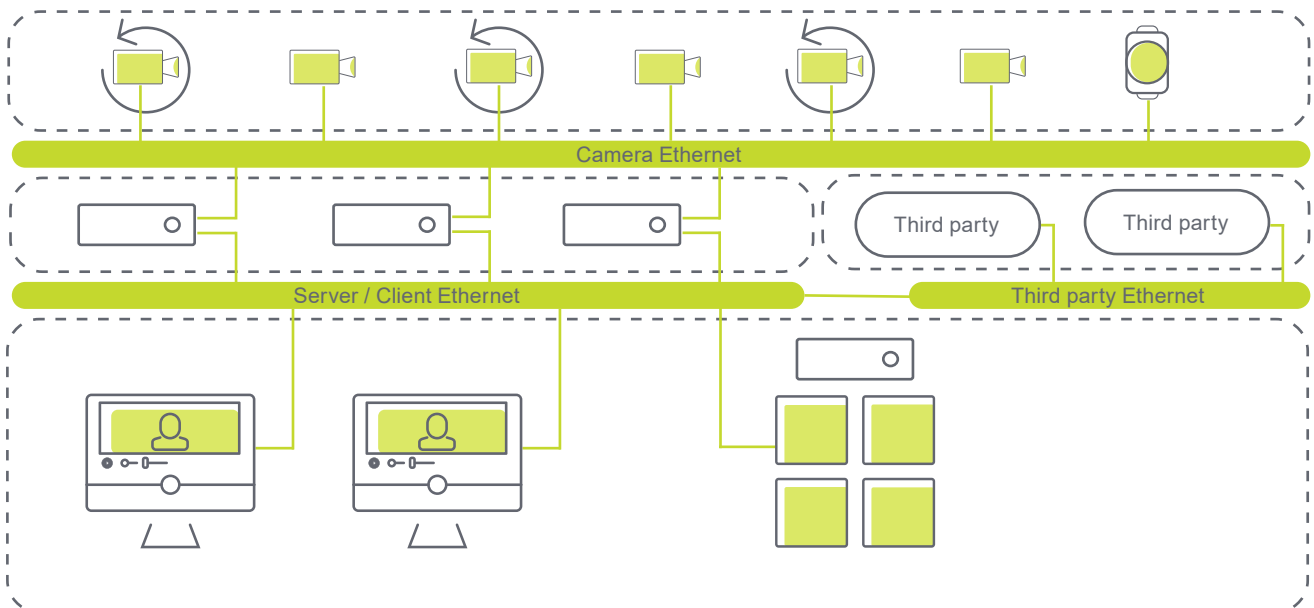 Camera Ethernet
Third party
Third party
Server / Client Ethernet
Third party Ethernet